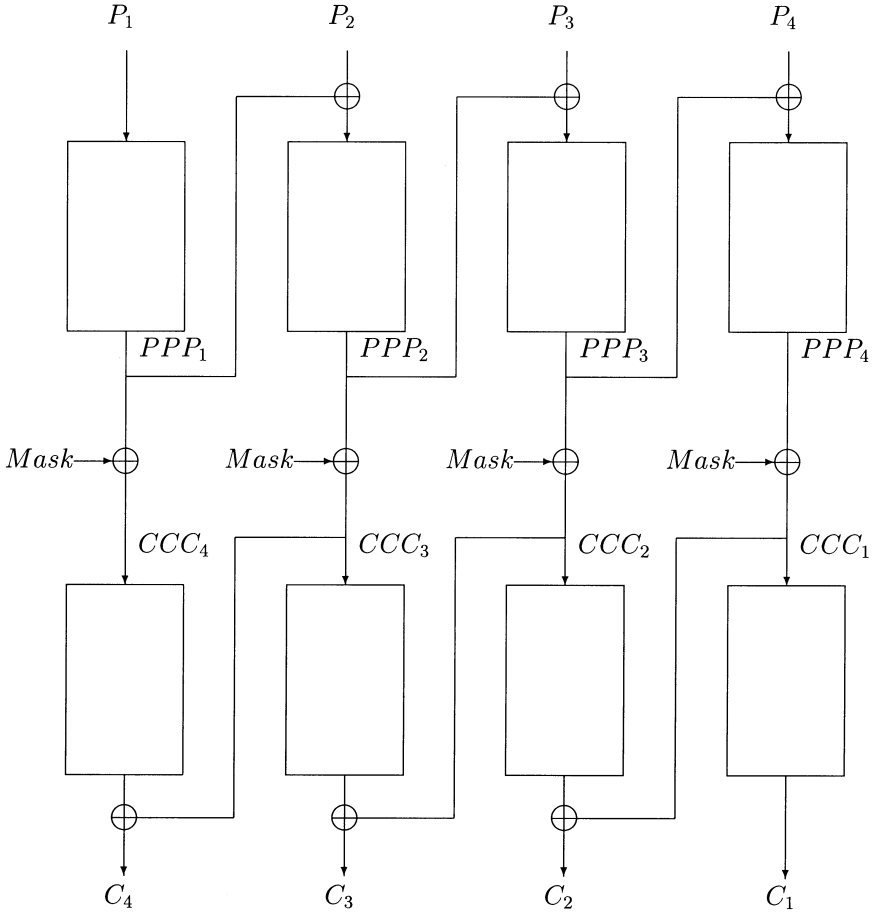 P₁ P₂ P₃ P₄
PPP₁ PPP₂ PPP₃ PPP₄
Mask Mask Mask Mask
CCC₄ CCC₃ CCC₂ CCC₁
C₄ C₃ C₂ C₁